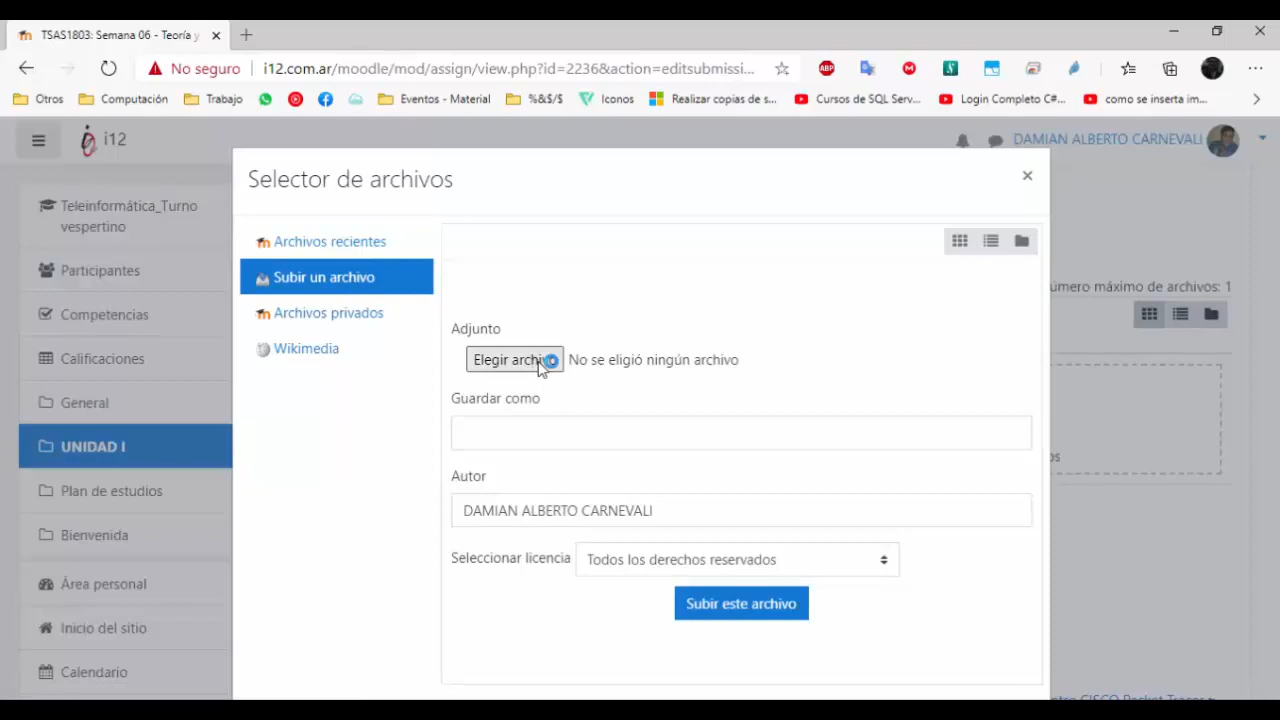 TSAS1803: Semana 06 - Teoría y
No seguro
i12.com.ar/moodle/mod/assign/view.php?id=2236&action=editsubmissi...
ABP
Otros
Computación
Trabajo
Eventos - Material
%&$/$
Iconos
Realizar copias de s...
Cursos de SQL Serv...
Login Completo C#...
como se inserta im...
i12
DAMIAN ALBERTO CARNEVALI
Selector de archivos
Teleinformática_Turno
vespertino
Participantes
Competencias
Calificaciones
General
UNIDAD I
Plan de estudios
Bienvenida
Área personal
Inicio del sitio
Calendario
Archivos recientes
Subir un archivo
Archivos privados
Wikimedia
úmero máximo de archivos: 1
Adjunto
Elegir archi
No se eligió ningún archivo
Guardar como
os
Autor
DAMIAN ALBERTO CARNEVALI
Seleccionar licencia
Todos los derechos reservados
Subir este archivo